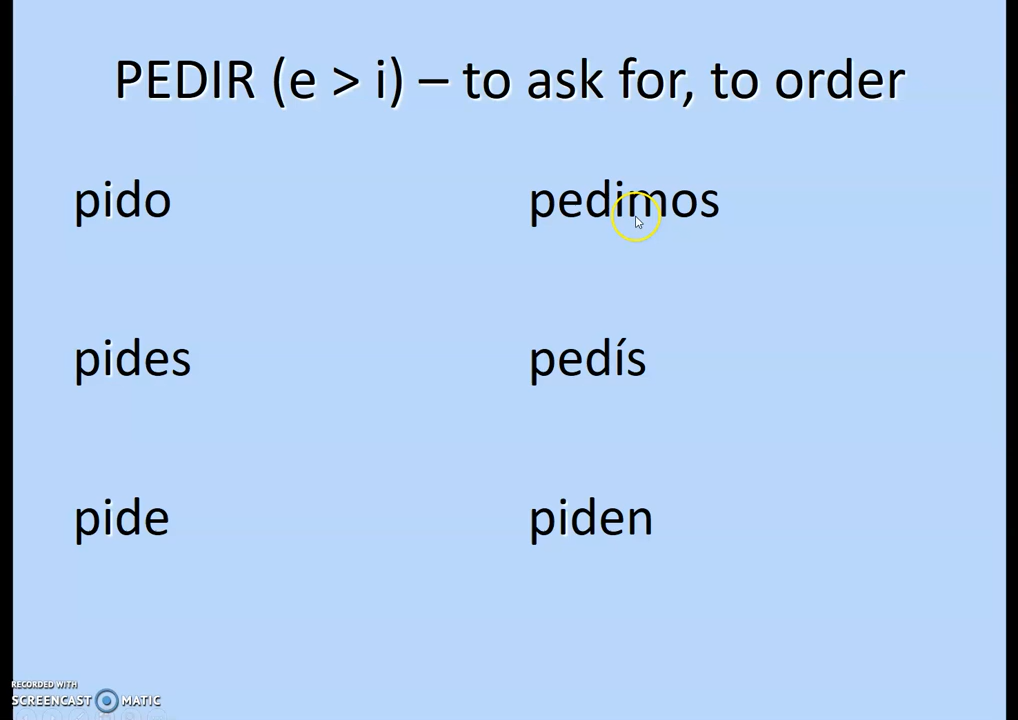 PEDIR (e > i) – to ask for, to order
pido pedimos
pides pedís
pide piden
RECORDED WITH
SCREENCAST MATIC